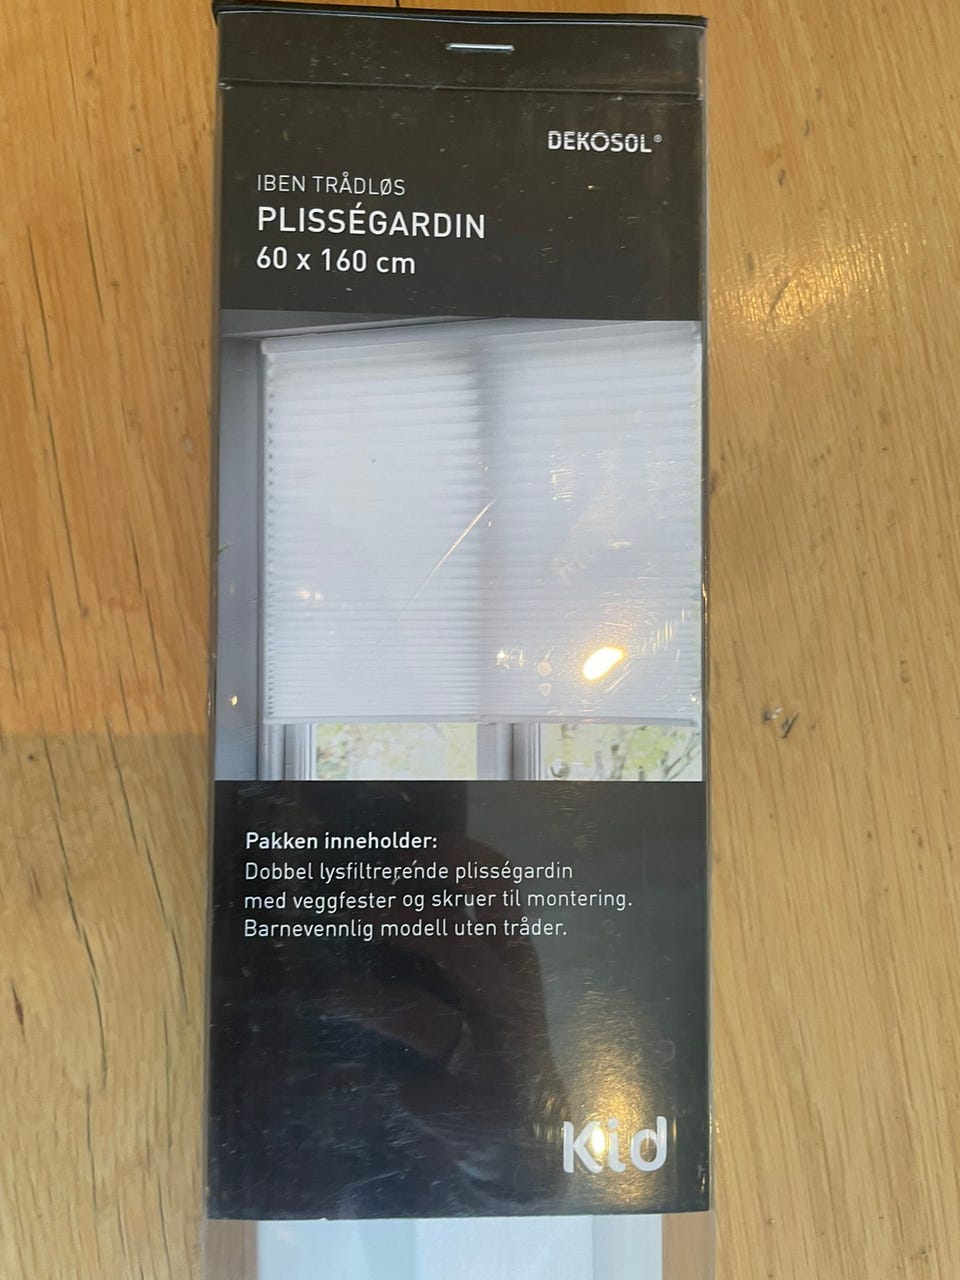 DEKOSOL®
IBEN TRÅDLØS
PLISSÉGARDIN
60 x 160 cm
Pakken inneholder:
Dobbel lysfiltrerende plisségardin
med veggfester og skruer til montering.
Barnevennlig modell uten tråder.
Kid